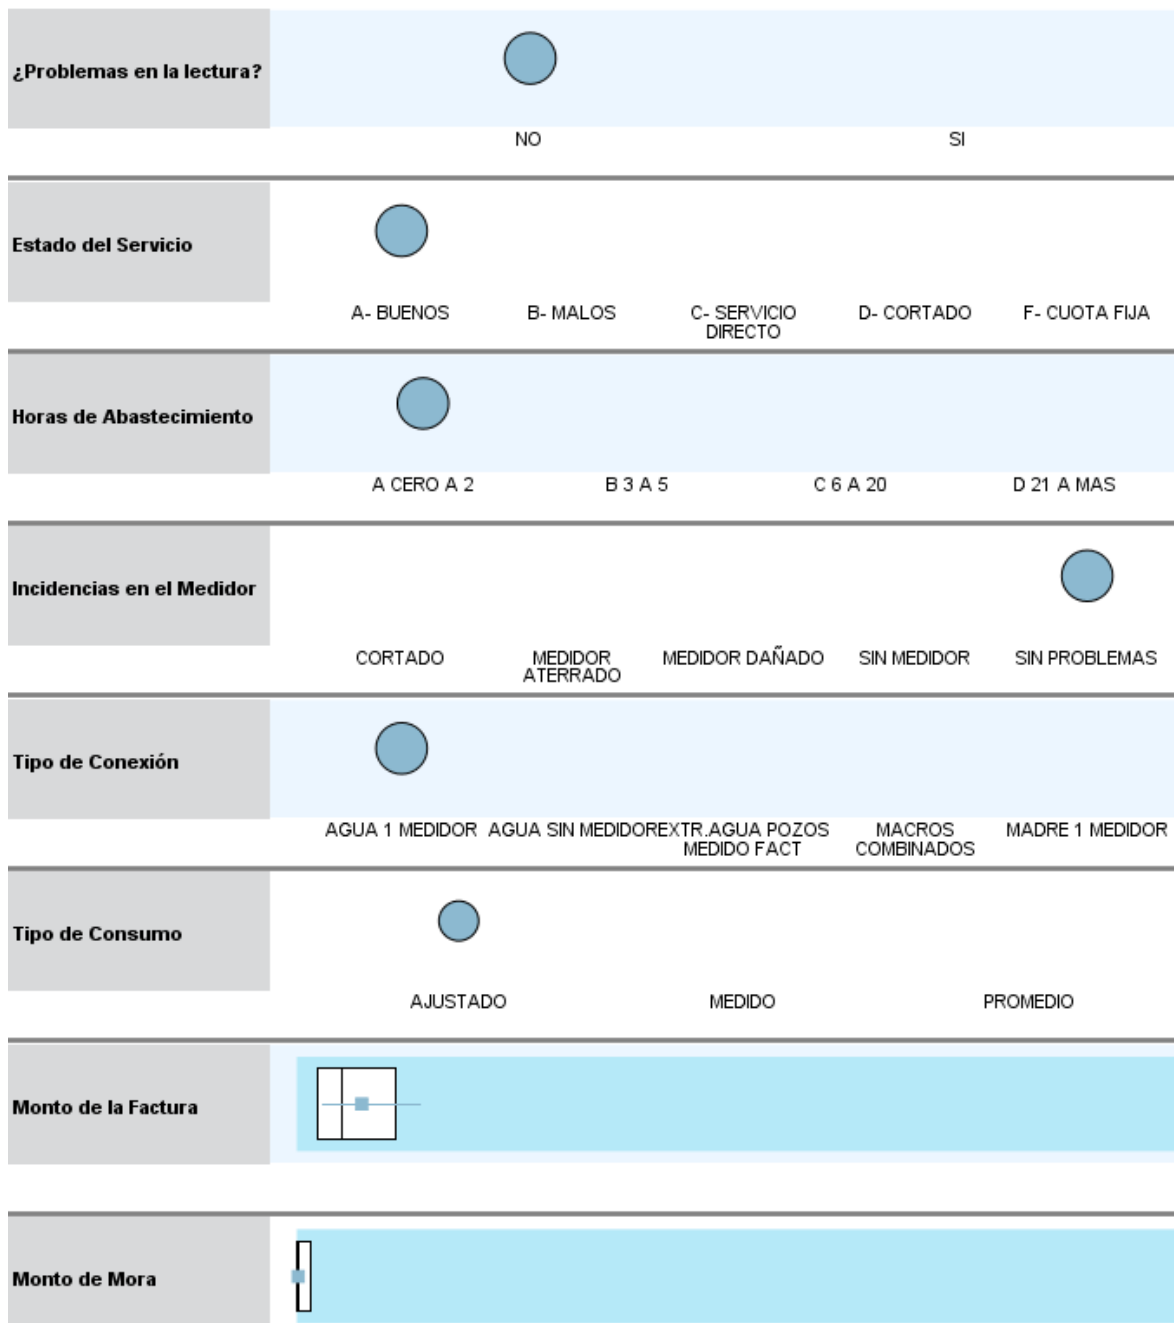 ¿Problemas en la lectura?
NO SI
Estado del Servicio
A- BUENOS B- MALOS C- SERVICIO DIRECTO D- CORTADO F- CUOTA FIJA
Horas de Abastecimiento
A CERO A 2 B 3 A 5 C 6 A 20 D 21 A MAS
Incidencias en el Medidor
CORTADO MEDIDOR ATERRADO MEDIDOR DAÑADO SIN MEDIDOR SIN PROBLEMAS
Tipo de Conexión
AGUA 1 MEDIDOR AGUA SIN MEDIDOR EXTR.AGUA POZOS MEDIDO FACT MACROS COMBINADOS MADRE 1 MEDIDOR
Tipo de Consumo
AJUSTADO MEDIDO PROMEDIO
Monto de la Factura
Monto de Mora